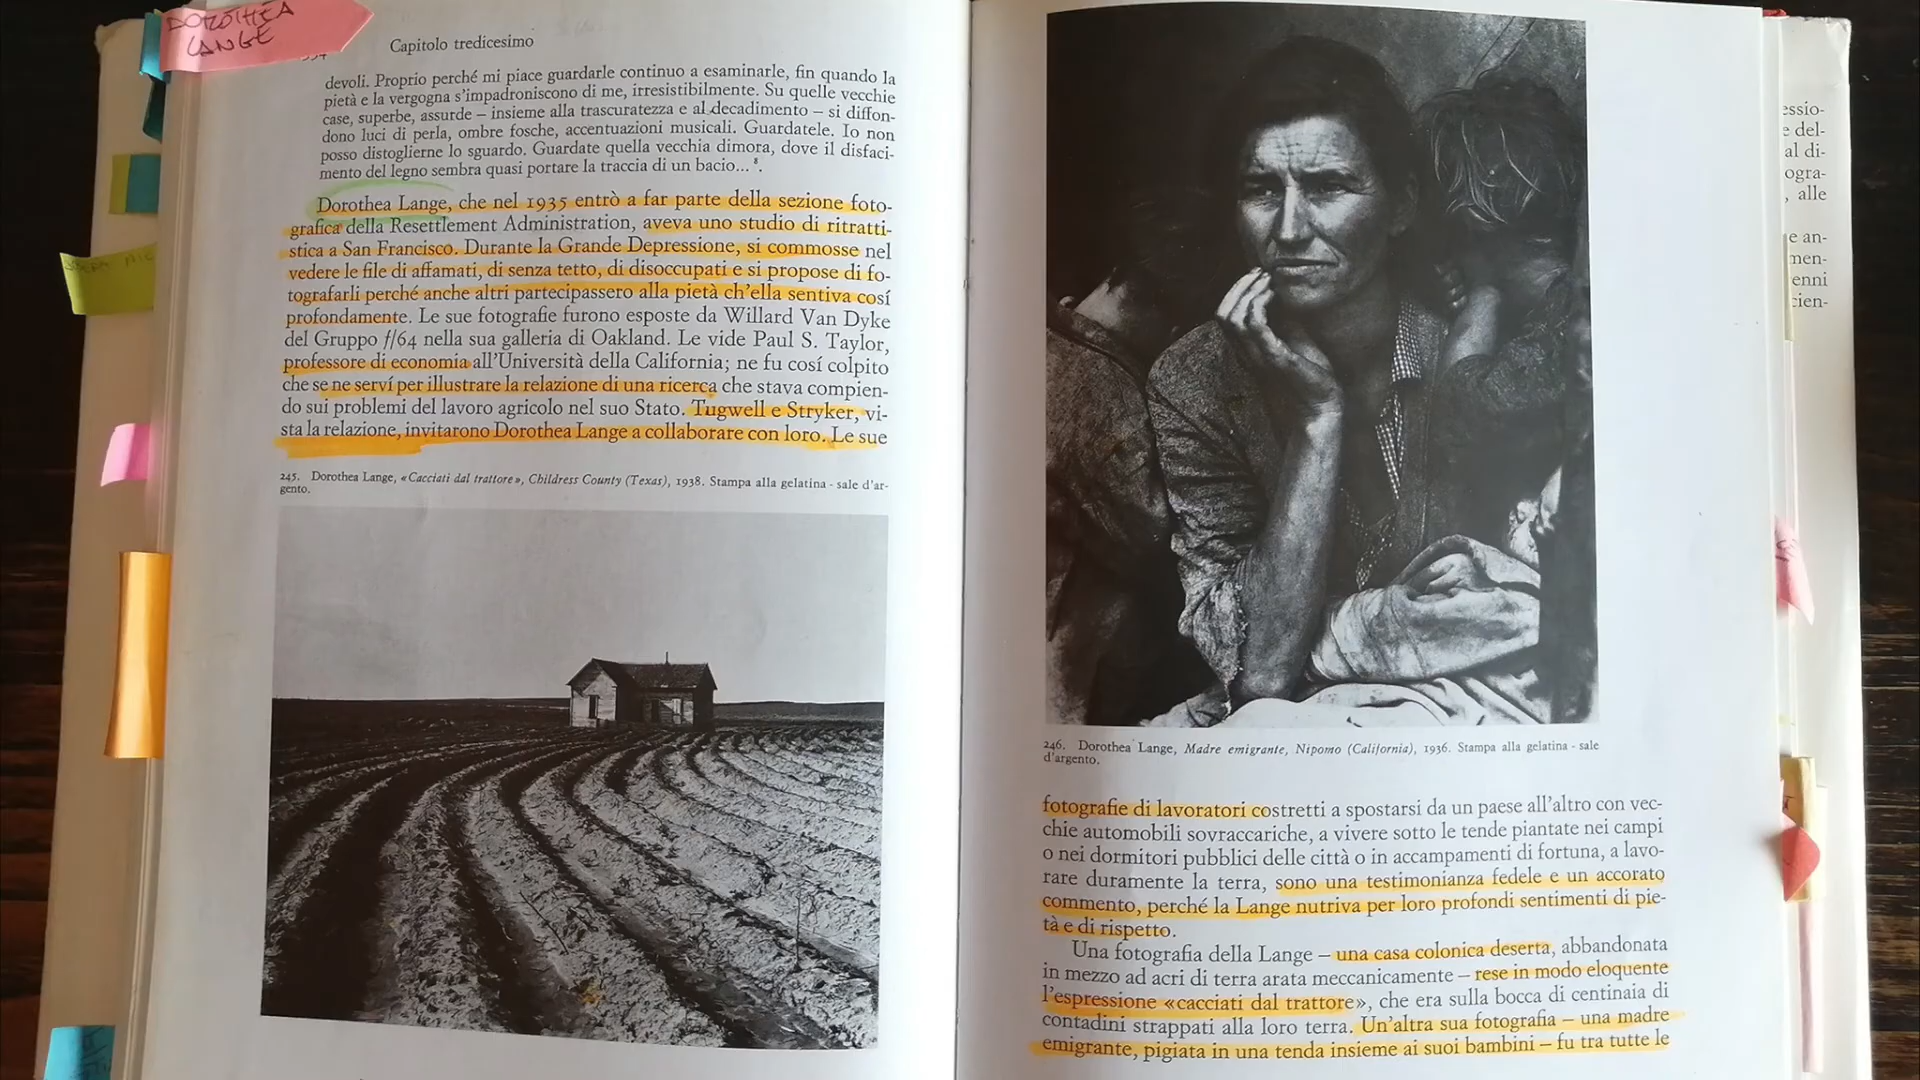 DOROTHEA
LANGE
Capitolo tredicesimo
devoli. Proprio perché mi piace guardarle continuo a esaminarle, fin quando la
pietà e la vergogna s'impadroniscono di me, irresistibilmente. Su quelle vecchie
case, superbe, assurde – insieme alla trascuratezza e al decadimento – si diffon-
dono luci di perla, ombre fosche, accentuazioni musicali. Guardatele. Io non
posso distoglierne lo sguardo. Guardate quella vecchia dimora, dove il disfaci-
mento del legno sembra quasi portare la traccia di un bacio... ⁸.
Dorothea Lange, che nel 1935 entrò a far parte della sezione foto-
grafica della Resettlement Administration, aveva uno studio di ritratti-
stica a San Francisco. Durante la Grande Depressione, si commosse nel
vedere le file di affamati, di senza tetto, di disoccupati e si propose di fo-
tografarli perché anche altri partecipassero alla pietà ch'ella sentiva cosí
profondamente. Le sue fotografie furono esposte da Willard Van Dyke
del Gruppo f/64 nella sua galleria di Oakland. Le vide Paul S. Taylor,
professore di economia all'Università della California; ne fu cosí colpito
che se ne serví per illustrare la relazione di una ricerca che stava compien-
do sui problemi del lavoro agricolo nel suo Stato. Tugwell e Stryker, vi-
sta la relazione, invitarono Dorothea Lange a collaborare con loro. Le sue
245. Dorothea Lange, «Cacciati dal trattore», Childress County (Texas), 1938. Stampa alla gelatina - sale d'ar-
gento.
246. Dorothea Lange, Madre emigrante, Nipomo (California), 1936. Stampa alla gelatina - sale
d'argento.
fotografie di lavoratori costretti a spostarsi da un paese all'altro con vec-
chie automobili sovraccariche, a vivere sotto le tende piantate nei campi
o nei dormitori pubblici delle città o in accampamenti di fortuna, a lavo-
rare duramente la terra, sono una testimonianza fedele e un accorato
commento, perché la Lange nutriva per loro profondi sentimenti di pie-
tà e di rispetto.
Una fotografia della Lange – una casa colonica deserta, abbandonata
in mezzo ad acri di terra arata meccanicamente – rese in modo eloquente
l'espressione «cacciati dal trattore», che era sulla bocca di centinaia di
contadini strappati alla loro terra. Un'altra sua fotografia – una madre
emigrante, pigiata in una tenda insieme ai suoi bambini – fu tra tutte le
essio-
e del-
al di-
ogra-
, alle
e an-
men-
enni
cien-